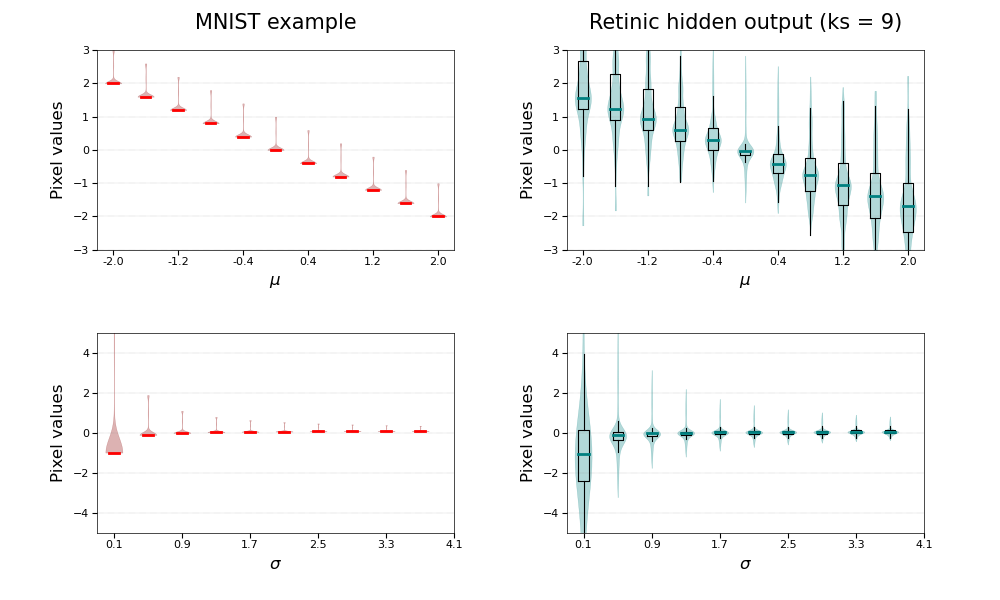 MNIST example
Retinic hidden output (ks = 9)
Pixel values
3
2
1
0
−1
−2
−3
-2.0 -1.2 -0.4 0.4 1.2 2.0
μ
Pixel values
3
2
1
0
−1
−2
−3
-2.0 -1.2 -0.4 0.4 1.2 2.0
μ
Pixel values
4
2
0
−2
−4
0.1 0.9 1.7 2.5 3.3 4.1
σ
Pixel values
4
2
0
−2
−4
0.1 0.9 1.7 2.5 3.3 4.1
σ